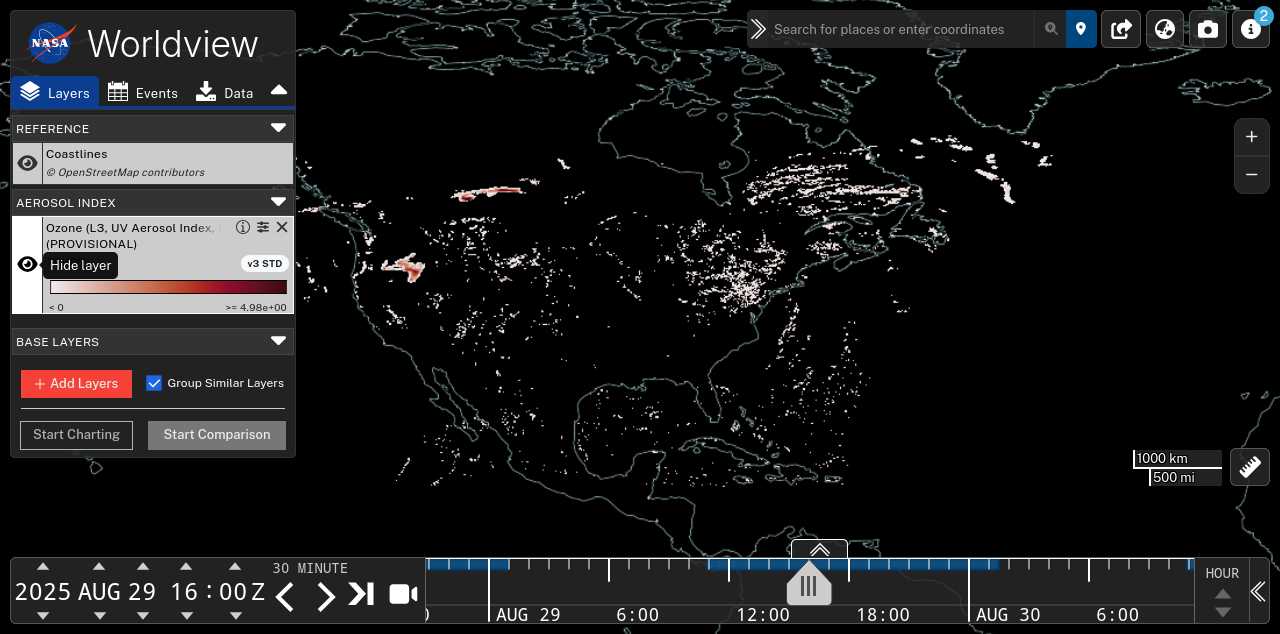 NASA
Worldview
Search for places or enter coordinates
2
Layers
Events
Data
REFERENCE
Coastlines
© OpenStreetMap contributors
AEROSOL INDEX
Ozone (L3, UV Aerosol Index,
(PROVISIONAL)
Hide layer
v3 STD
< 0
>= 4.98e+00
BASE LAYERS
+ Add Layers
Group Similar Layers
Start Charting
Start Comparison
+
−
1000 km
500 mi
2025 AUG 29 16 : 00 Z
30 MINUTE
AUG 29
6:00
12:00
18:00
AUG 30
6:00
HOUR